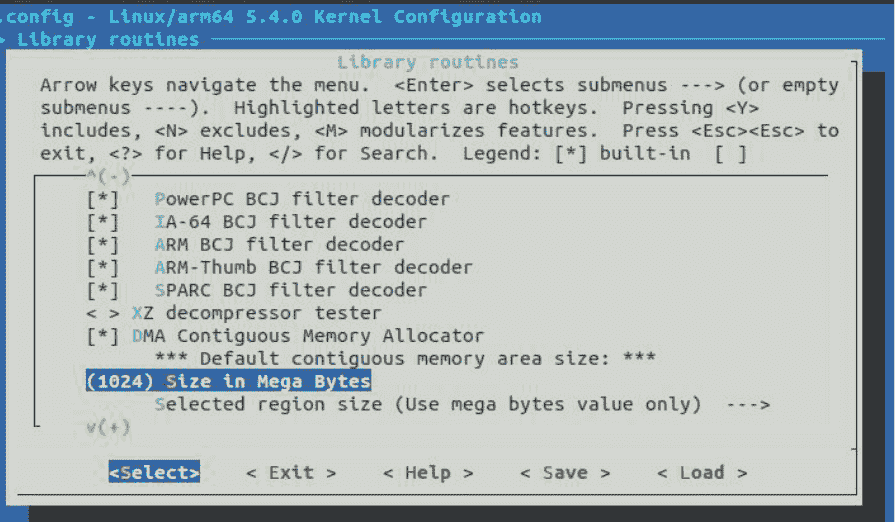 .config - Linux/arm64 5.4.0 Kernel Configuration
> Library routines
Library routines
Arrow keys navigate the menu.  <Enter> selects submenus ---> (or empty
submenus ----).  Highlighted letters are hotkeys.  Pressing <Y>
includes, <N> excludes, <M> modularizes features.  Press <Esc><Esc> to
exit, <?> for Help, </> for Search.  Legend: [*] built-in  [ ]
^(-)
[*]   PowerPC BCJ filter decoder
[*]   IA-64 BCJ filter decoder
[*]   ARM BCJ filter decoder
[*]   ARM-Thumb BCJ filter decoder
[*]   SPARC BCJ filter decoder
< > XZ decompressor tester
[*] DMA Contiguous Memory Allocator
*** Default contiguous memory area size: ***
(1024) Size in Mega Bytes
Selected region size (Use mega bytes value only)  --->
v(+)
<Select>    < Exit >    < Help >    < Save >    < Load >